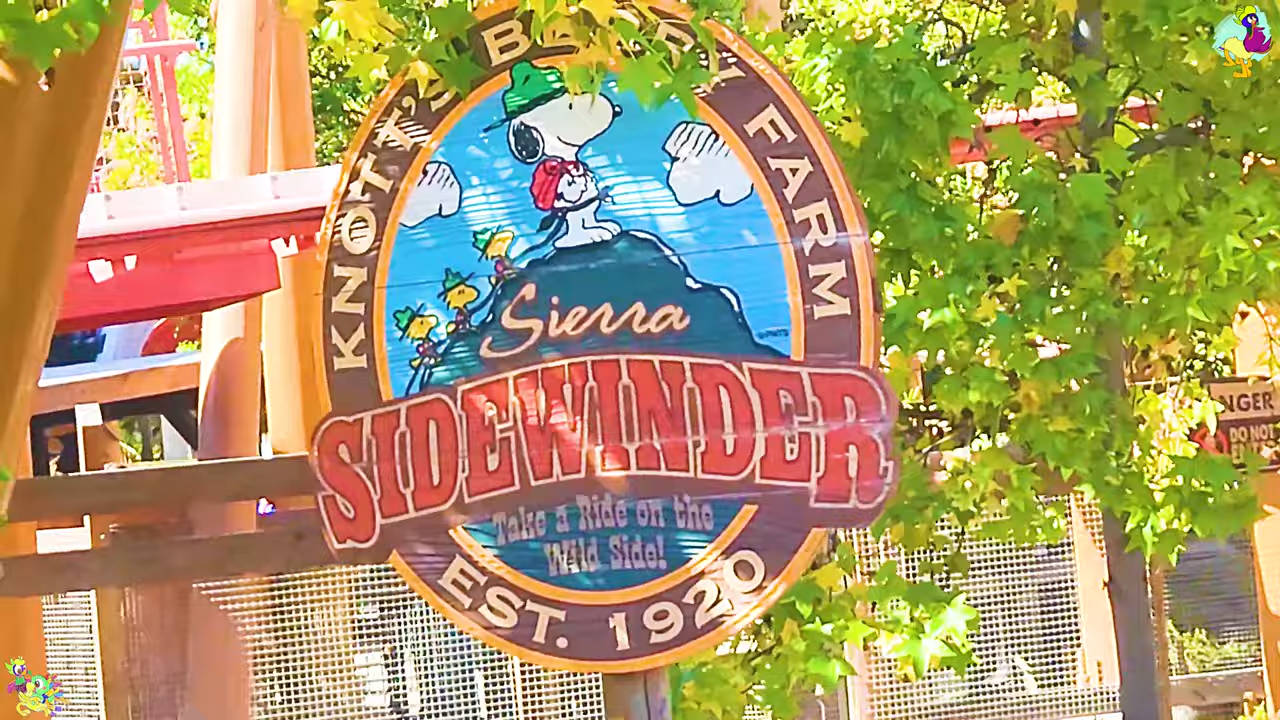 KNOTT'S BERRY FARM
Sierra
SIDEWINDER
Take a Ride on the
Wild Side!
EST. 1920
DO NOT